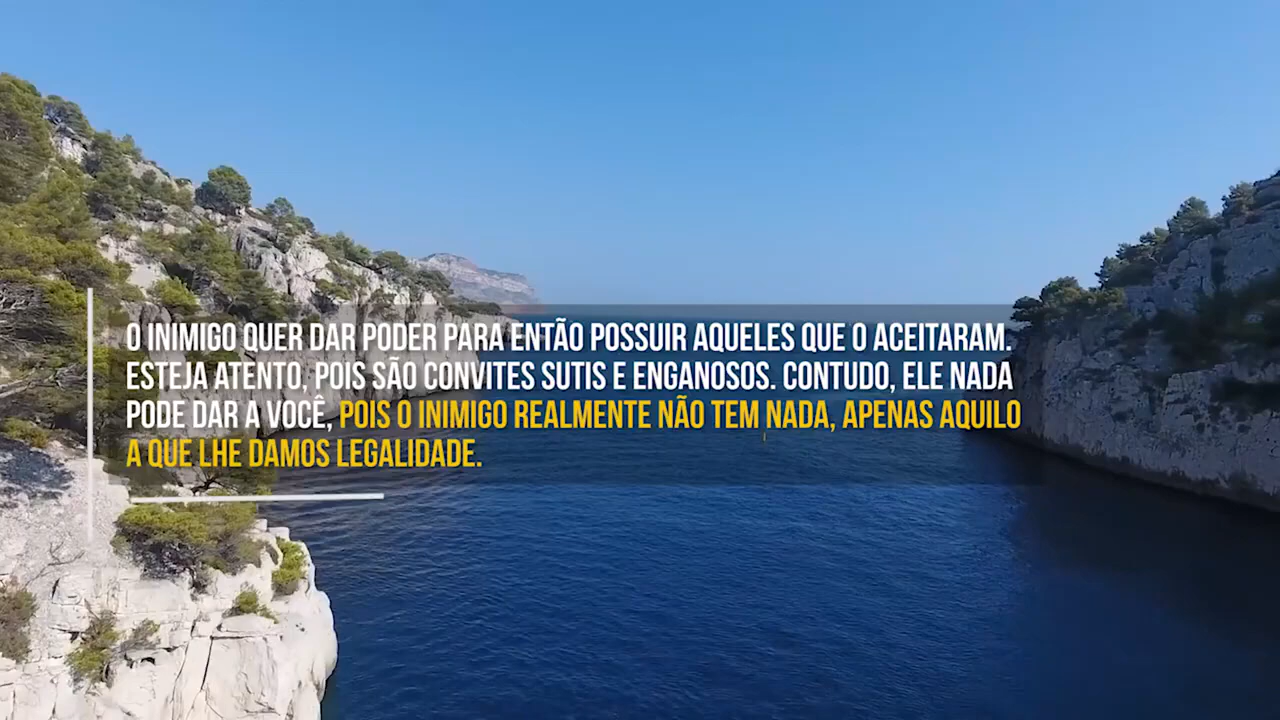 O INIMIGO QUER DAR PODER PARA ENTÃO POSSUIR AQUELES QUE O ACEITARAM.
ESTEJA ATENTO, POIS SÃO CONVITES SUTIS E ENGANOSOS. CONTUDO, ELE NADA
PODE DAR A VOCÊ, POIS O INIMIGO REALMENTE NÃO TEM NADA, APENAS AQUILO
A QUE LHE DAMOS LEGALIDADE.